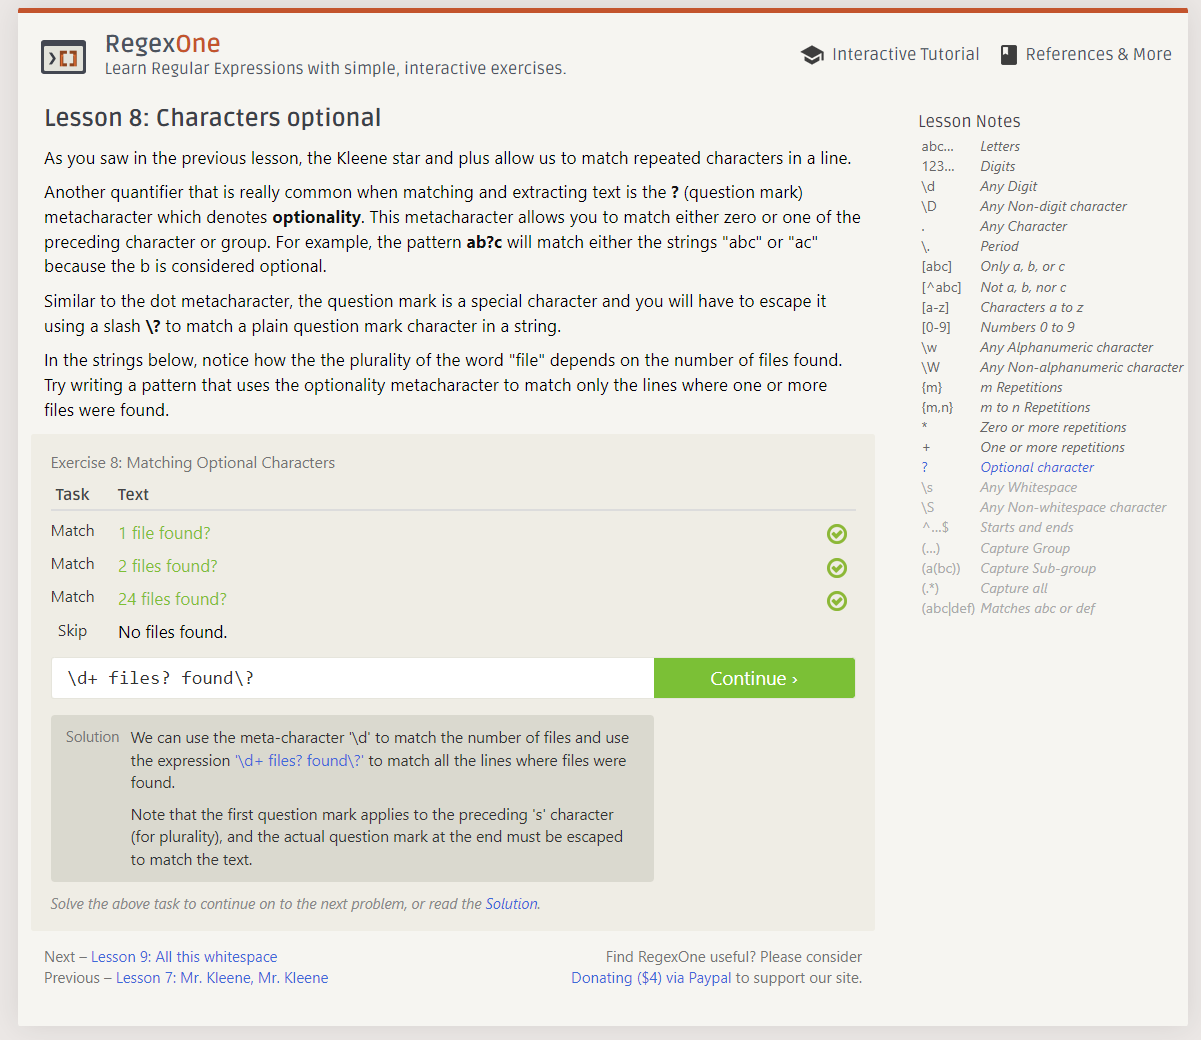 RegexOne
Learn Regular Expressions with simple, interactive exercises.
Interactive Tutorial
References & More
Lesson 8: Characters optional
As you saw in the previous lesson, the Kleene star and plus allow us to match repeated characters in a line.
Another quantifier that is really common when matching and extracting text is the ? (question mark)
metacharacter which denotes optionality. This metacharacter allows you to match either zero or one of the
preceding character or group. For example, the pattern ab?c will match either the strings "abc" or "ac"
because the b is considered optional.
Similar to the dot metacharacter, the question mark is a special character and you will have to escape it
using a slash \? to match a plain question mark character in a string.
In the strings below, notice how the the plurality of the word "file" depends on the number of files found.
Try writing a pattern that uses the optionality metacharacter to match only the lines where one or more
files were found.
Exercise 8: Matching Optional Characters
Task Text
Match 1 file found?
Match 2 files found?
Match 24 files found?
Skip No files found.
\d+ files? found\?
Continue ›
Solution We can use the meta-character '\d' to match the number of files and use
the expression '\d+ files? found\?' to match all the lines where files were
found.
Note that the first question mark applies to the preceding 's' character
(for plurality), and the actual question mark at the end must be escaped
to match the text.
Solve the above task to continue on to the next problem, or read the Solution.
Next – Lesson 9: All this whitespace
Previous – Lesson 7: Mr. Kleene, Mr. Kleene
Find RegexOne useful? Please consider
Donating ($4) via Paypal to support our site.
Lesson Notes
abc… Letters
123… Digits
\d Any Digit
\D Any Non-digit character
. Any Character
\. Period
[abc] Only a, b, or c
[^abc] Not a, b, nor c
[a-z] Characters a to z
[0-9] Numbers 0 to 9
\w Any Alphanumeric character
\W Any Non-alphanumeric character
{m} m Repetitions
{m,n} m to n Repetitions
* Zero or more repetitions
+ One or more repetitions
? Optional character
\s Any Whitespace
\S Any Non-whitespace character
^…$ Starts and ends
(…) Capture Group
(a(bc)) Capture Sub-group
(.*) Capture all
(abc|def) Matches abc or def